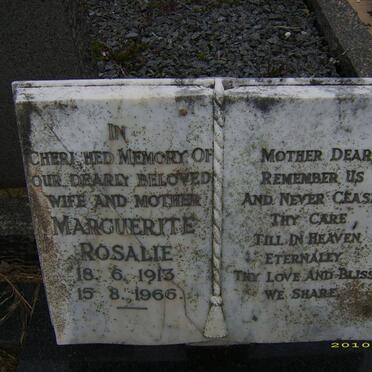 IN
CHERISHED MEMORY OF
OUR DEARLY BELOVED
WIFE AND MOTHER
MARGUERITE
ROSALIE
18. 6. 1913
15. 8. 1966
MOTHER DEAR
REMEMBER US
AND NEVER CEASE
THY CARE
TILL IN HEAVEN
ETERNALLY
THY LOVE AND BLISS
WE SHARE
2010